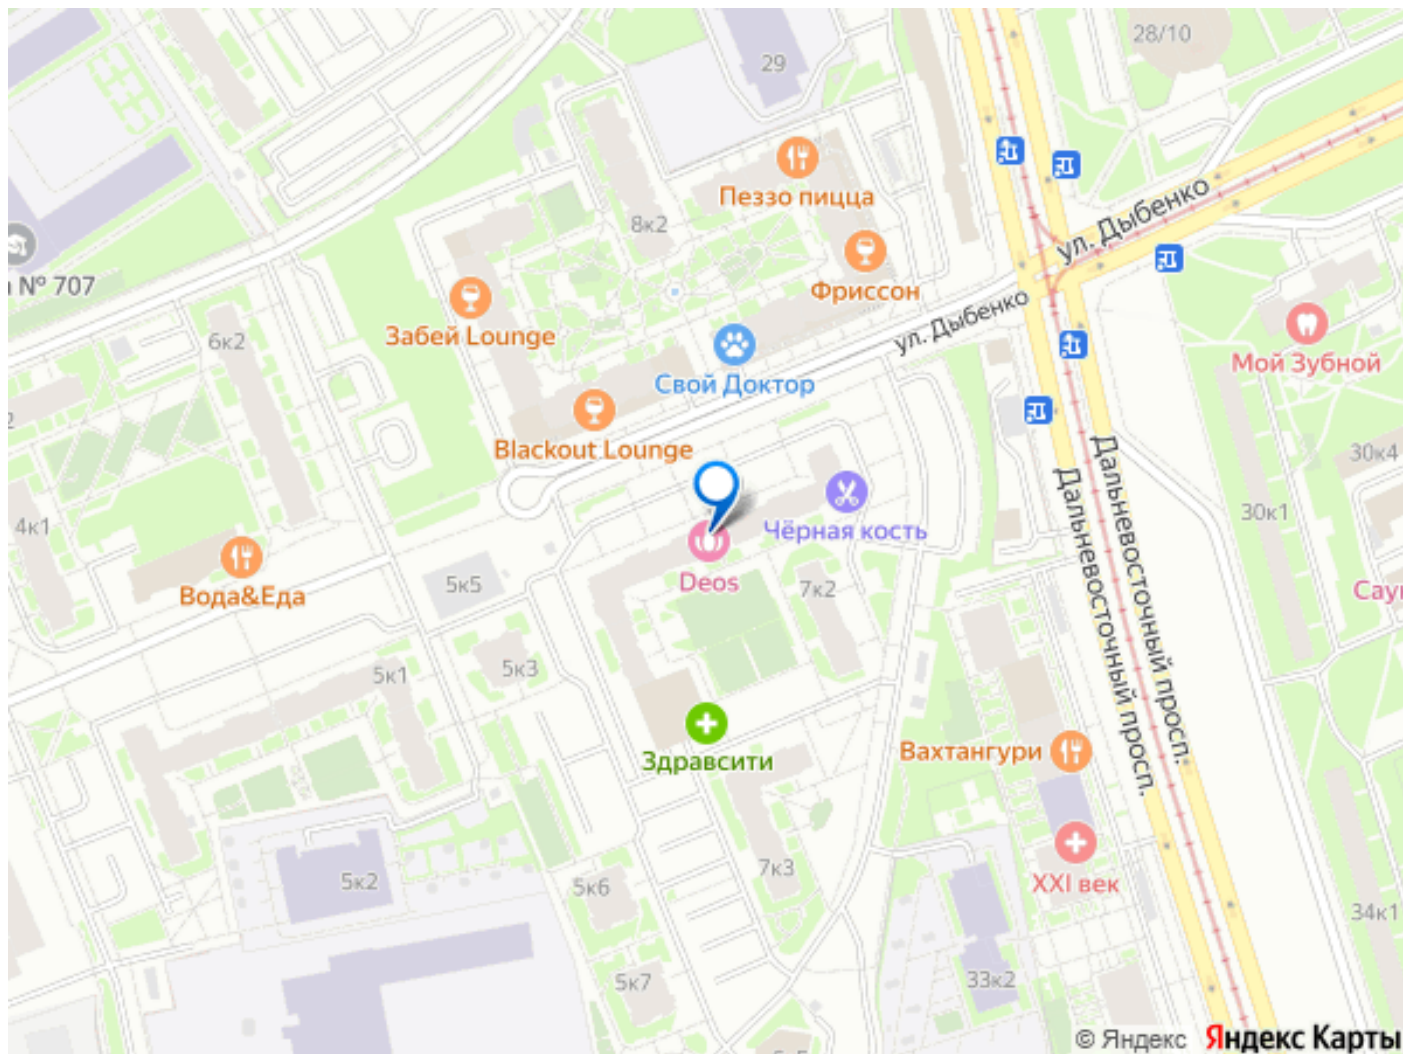 28/10
29
Пеззо пицца
ул. Дыбенко
8к2
№ 707
Фриссон
ул. Дыбенко
Забей Lounge
6к2
Мой Зубной
Свой Доктор
Blackout Lounge
30к4
Дальневосточный просп.
Дальневосточный просп.
30к1
4к1
Чёрная кость
Вода&Еда
5к5
Deos
7к2
5к3
5к1
Вахтангури
Здравсити
7к3
5к2
5к6
XXI век
34к1
5к7
33к2
© Яндекс Яндекс Карты